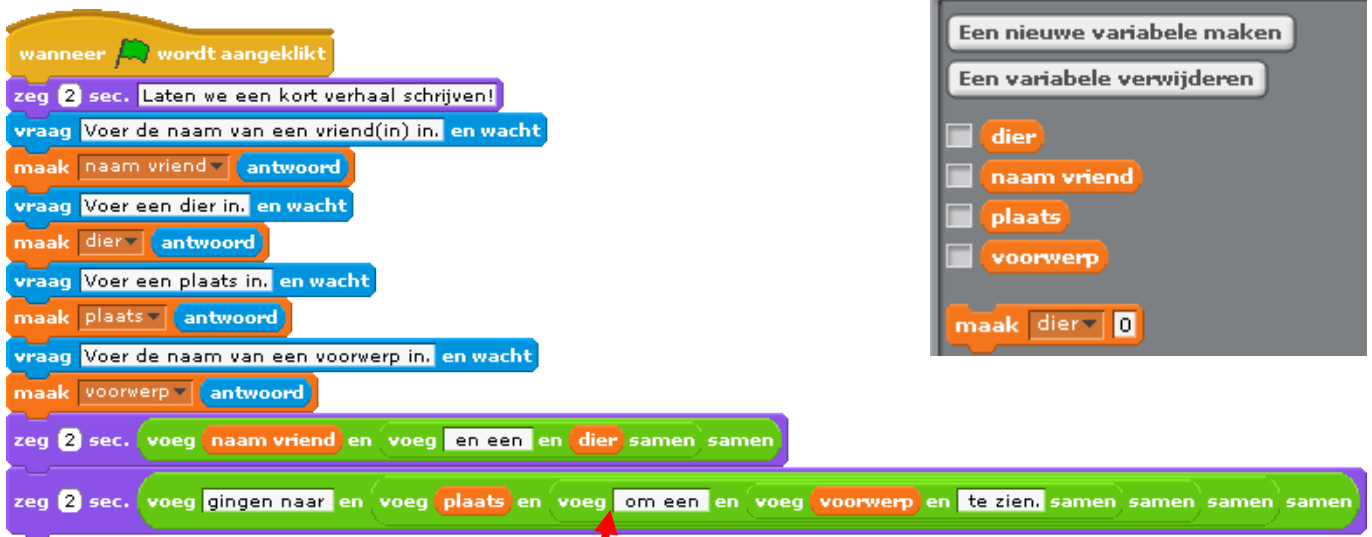 wanneer wordt aangeklikt
zeg 2 sec. Laten we een kort verhaal schrijven!
vraag Voer de naam van een vriend(in) in. en wacht
maak naam vriend antwoord
vraag Voer een dier in. en wacht
maak dier antwoord
vraag Voer een plaats in. en wacht
maak plaats antwoord
vraag Voer de naam van een voorwerp in. en wacht
maak voorwerp antwoord
zeg 2 sec. voeg naam vriend en voeg en een en dier samen samen
zeg 2 sec. voeg gingen naar en voeg plaats en voeg om een en voeg voorwerp en te zien. samen samen samen samen
Een nieuwe variabele maken
Een variabele verwijderen
dier
naam vriend
plaats
voorwerp
maak dier 0